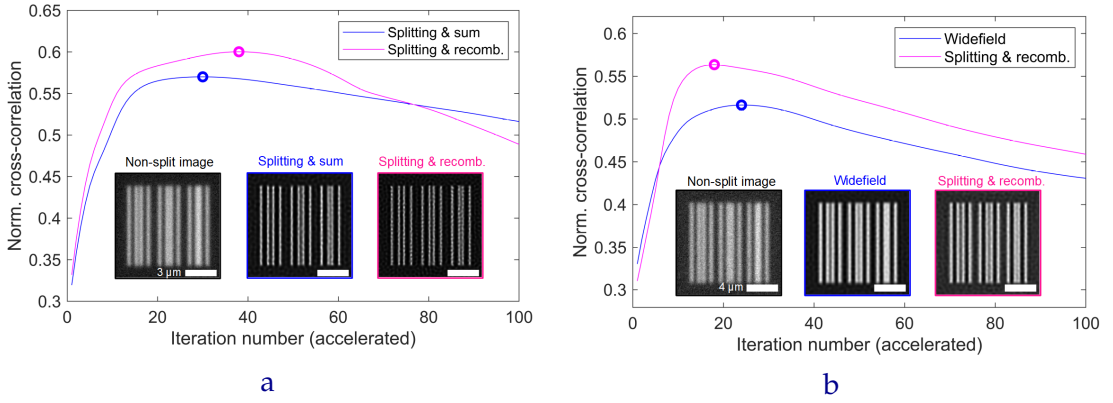 Splitting & sum
Splitting & recomb.
0.65
0.6
0.55
0.5
0.45
0.4
0.35
0.3
Norm. cross-correlation
Non-split image
Splitting & sum
Splitting & recomb.
3 µm
0
20
40
60
80
100
Iteration number (accelerated)
a
Widefield
Splitting & recomb.
0.6
0.55
0.5
0.45
0.4
0.35
0.3
Norm. cross-correlation
Non-split image
Widefield
Splitting & recomb.
4 µm
0
20
40
60
80
100
Iteration number (accelerated)
b